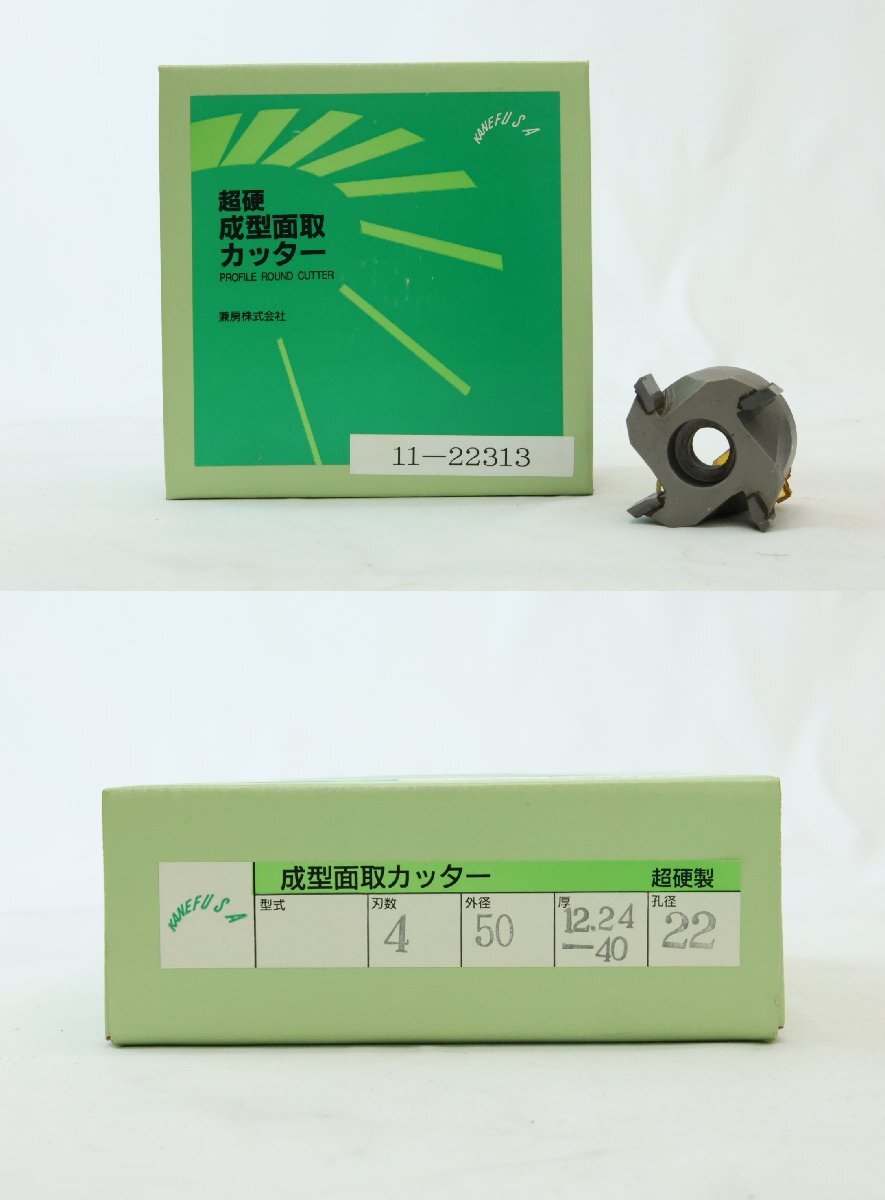 KANEFUSA
超硬
成型面取
カッター
PROFILE ROUND CUTTER
兼房株式会社
11—22313
KANEFUSA
成型面取カッター 超硬製
型式 刃数 外径 厚 孔径
4 50 12.24 22
—40